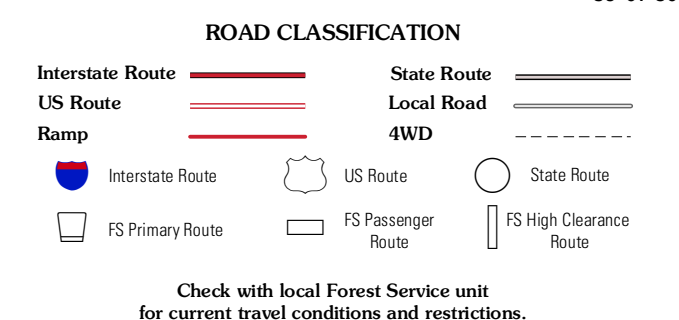 ROAD CLASSIFICATION
Interstate Route State Route
US Route Local Road
Ramp 4WD
Interstate Route US Route State Route
FS Primary Route FS Passenger Route FS High Clearance Route
Check with local Forest Service unit
for current travel conditions and restrictions.